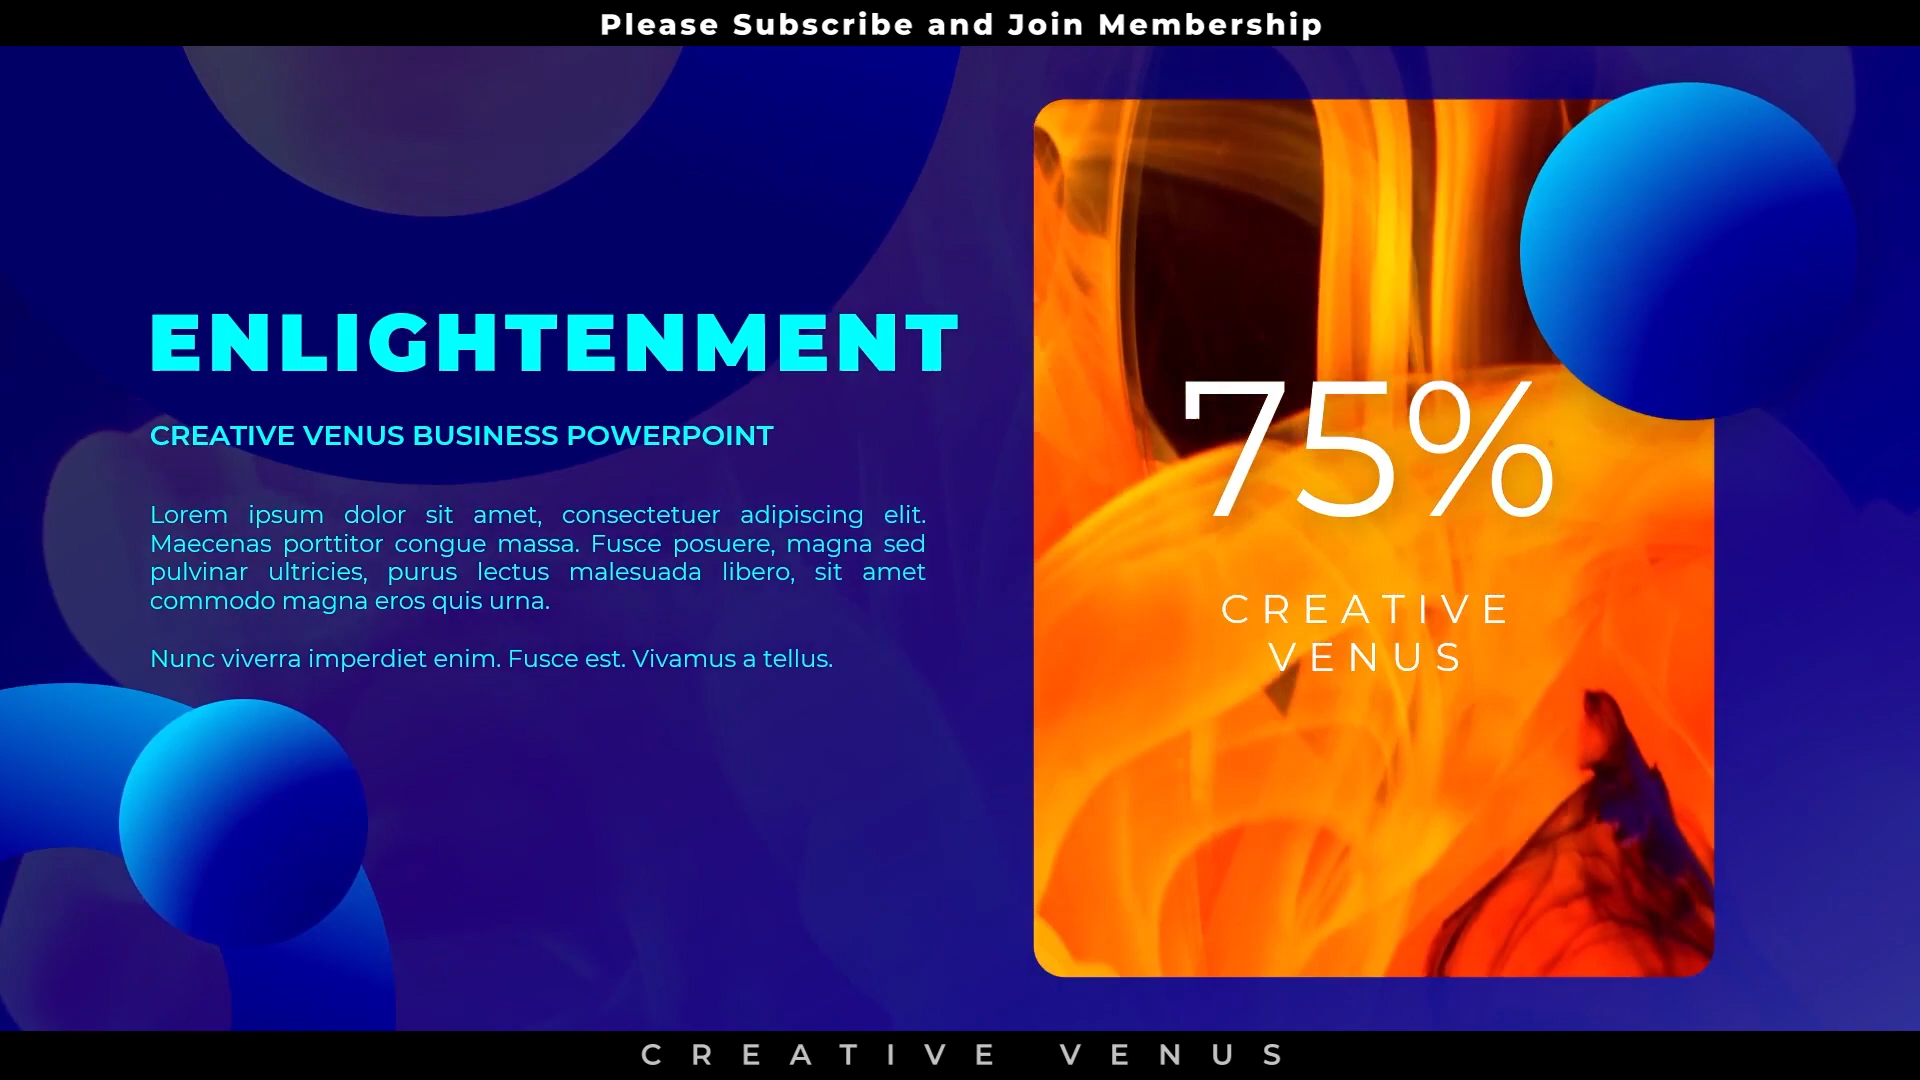 Please Subscribe and Join Membership
ENLIGHTENMENT
CREATIVE VENUS BUSINESS POWERPOINT
Lorem ipsum dolor sit amet, consectetuer adipiscing elit.
Maecenas porttitor congue massa. Fusce posuere, magna sed
pulvinar ultricies, purus lectus malesuada libero, sit amet
commodo magna eros quis urna.
Nunc viverra imperdiet enim. Fusce est. Vivamus a tellus.
75%
CREATIVE
VENUS
CREATIVE VENUS